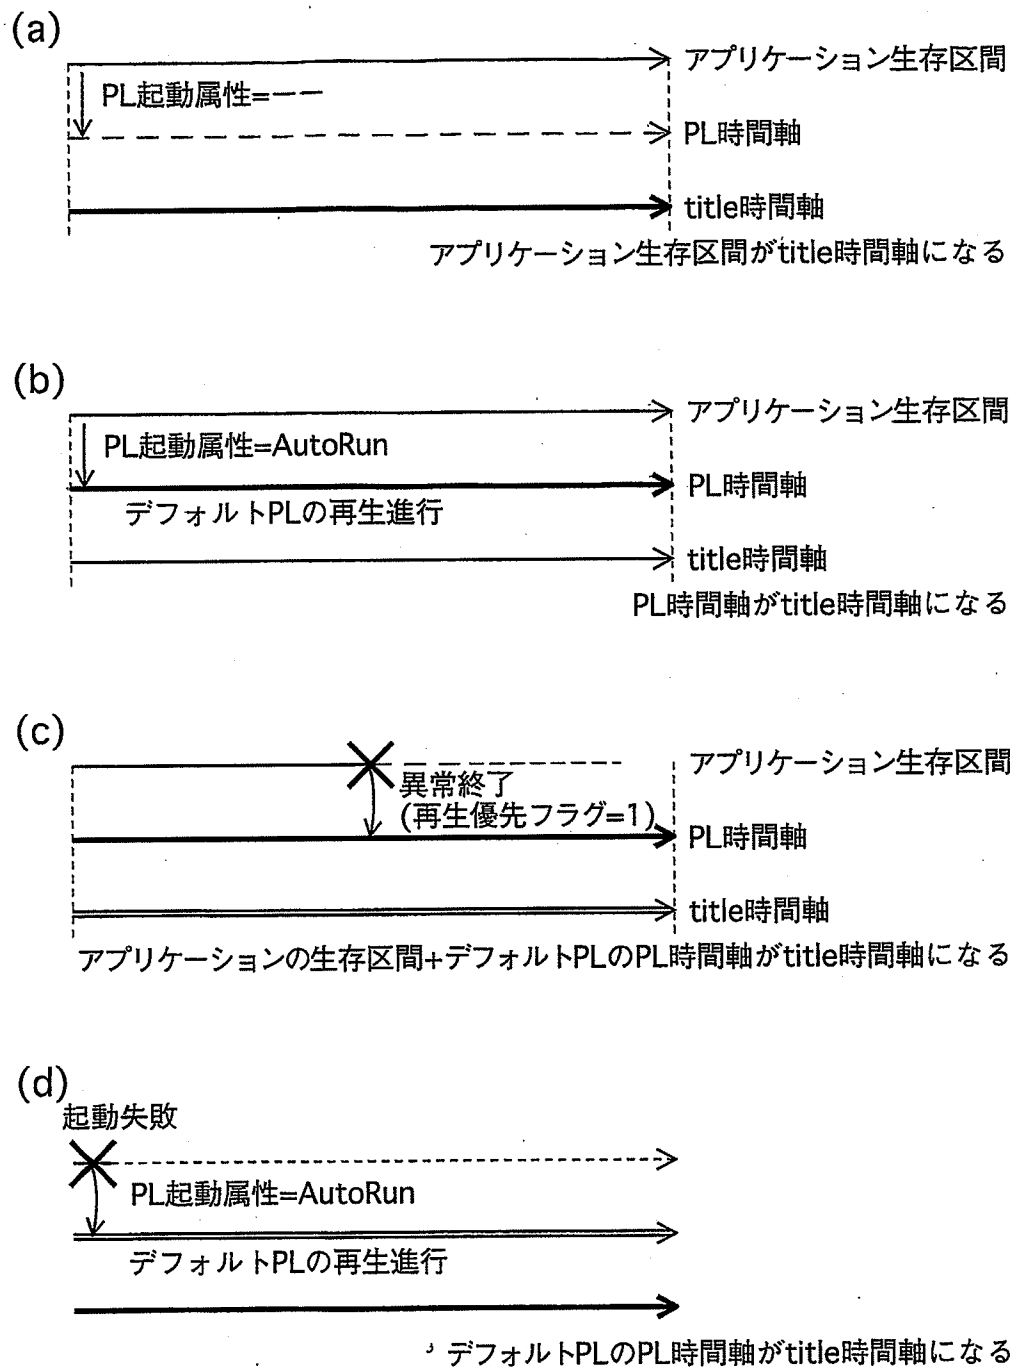 (a)
アプリケーション生存区間
PL起動属性=ーー
PL時間軸
title時間軸
アプリケーション生存区間がtitle時間軸になる
(b)
アプリケーション生存区間
PL起動属性=AutoRun
PL時間軸
デフォルトPLの再生進行
title時間軸
PL時間軸がtitle時間軸になる
(c)
アプリケーション生存区間
異常終了
(再生優先フラグ=1)
PL時間軸
title時間軸
アプリケーションの生存区間+デフォルトPLのPL時間軸がtitle時間軸になる
(d)
起動失敗
PL起動属性=AutoRun
デフォルトPLの再生進行
デフォルトPLのPL時間軸がtitle時間軸になる